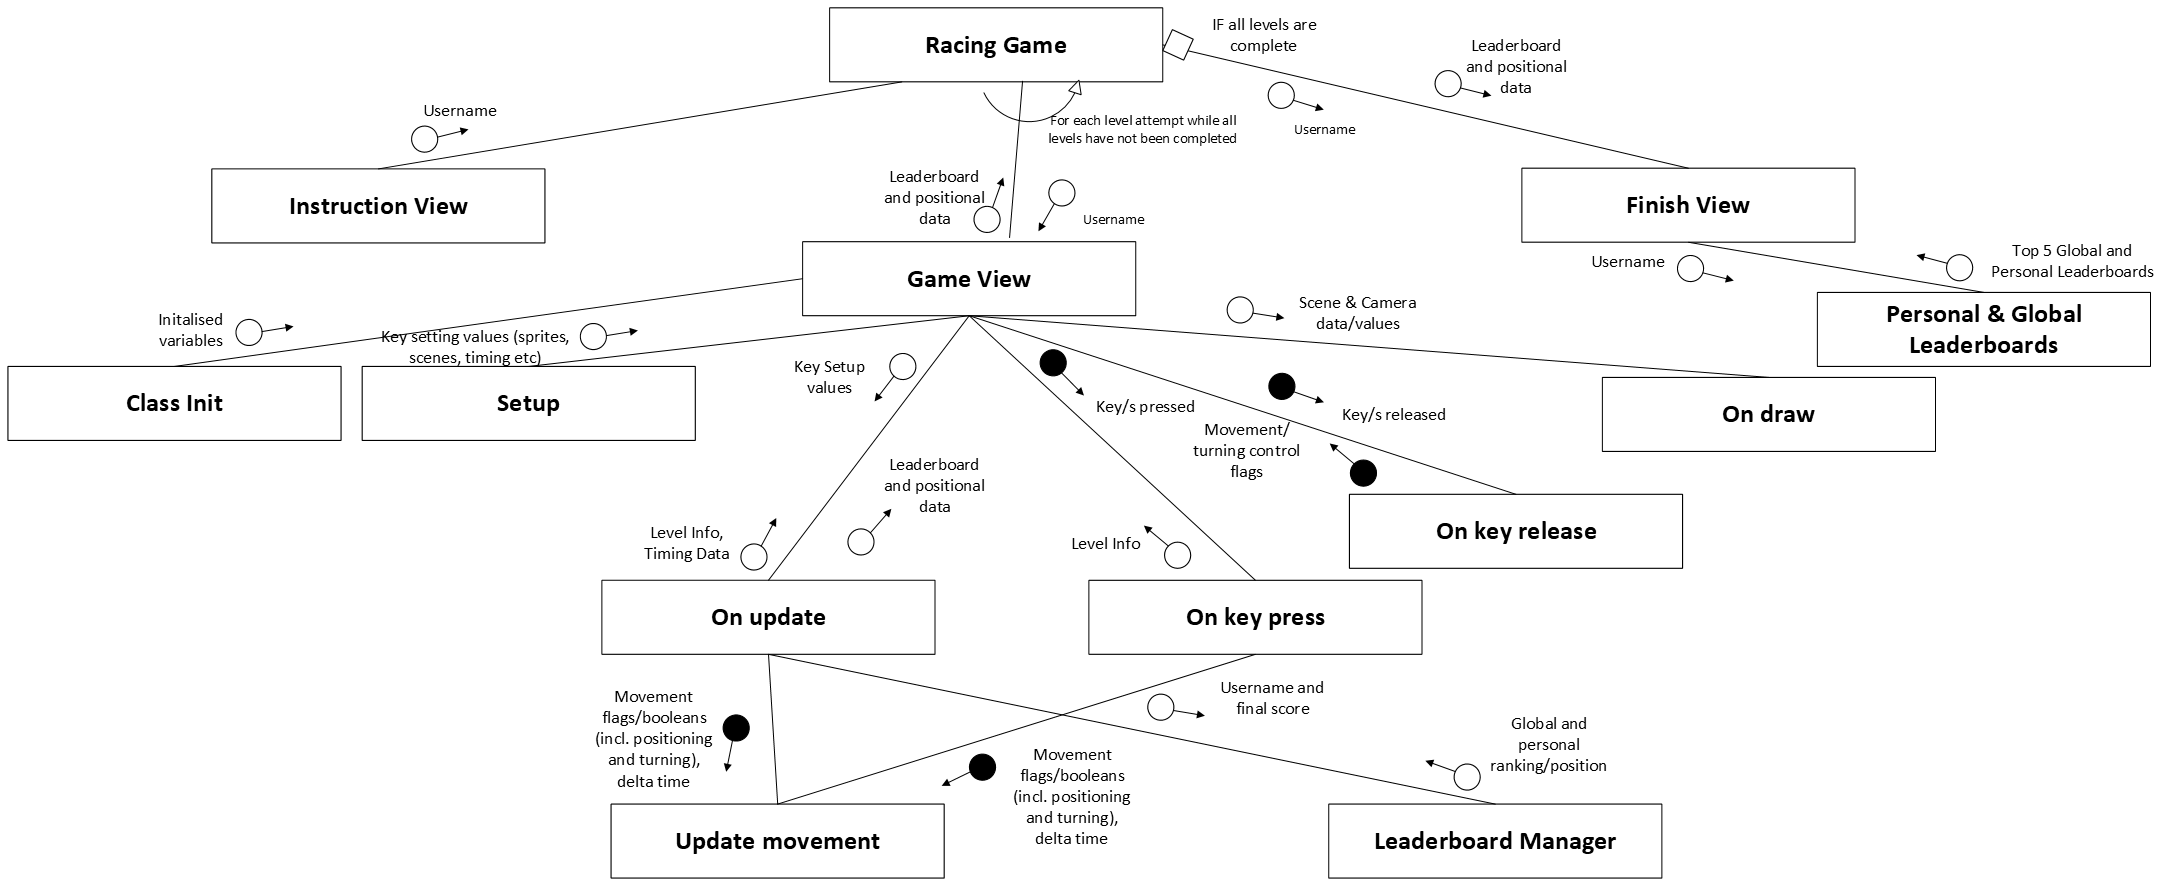 Racing Game
IF all levels are
complete
Leaderboard
and positional
data
Username
Username
For each level attempt while all
levels have not been completed
Instruction View
Leaderboard
and positional
data
Username
Finish View
Game View
Username
Top 5 Global and
Personal Leaderboards
Personal & Global
Leaderboards
Initalised
variables
Key setting values (sprites,
scenes, timing etc)
Scene & Camera
data/values
Class Init
Setup
Key Setup
values
Key/s pressed
Key/s released
On draw
Movement/
turning control
flags
Leaderboard
and positional
data
Level Info,
Timing Data
Level Info
On key release
On update
On key press
Movement
flags/booleans
(incl. positioning
and turning),
delta time
Username and
final score
Movement
flags/booleans
(incl. positioning
and turning),
delta time
Global and
personal
ranking/position
Update movement
Leaderboard Manager